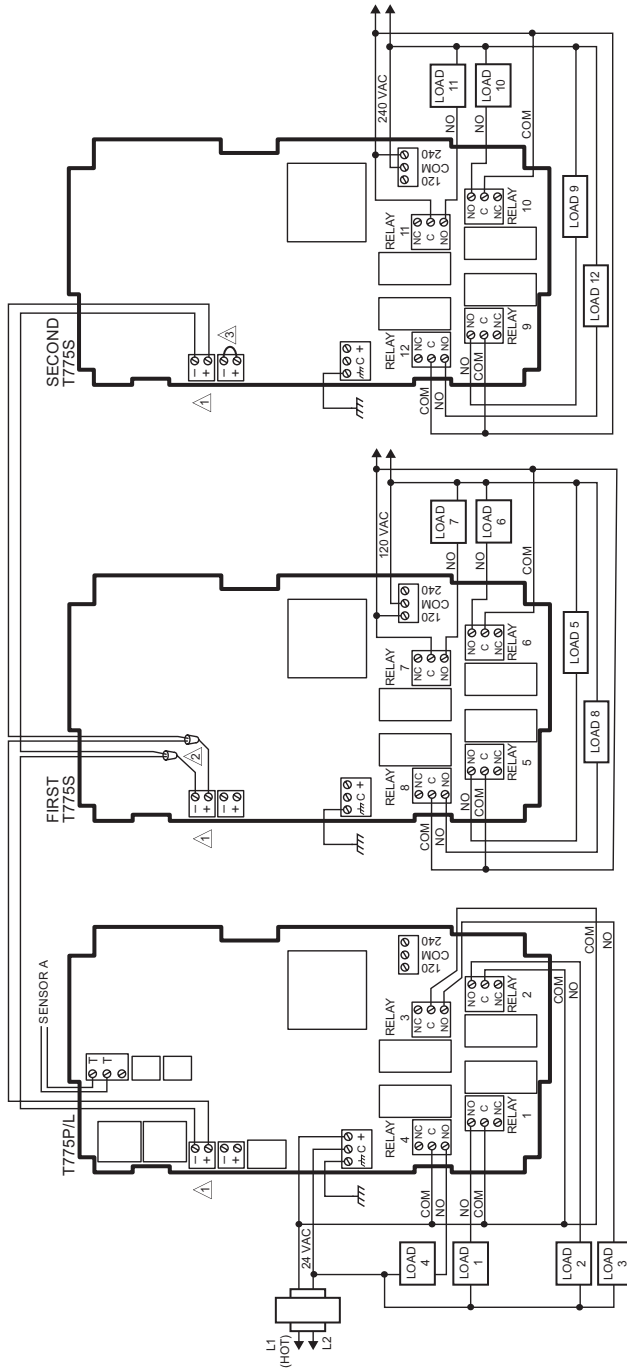 T775P/L
SENSOR A
T
T
−
+
−
+
1
24 VAC
L1
(HOT)
L2
C +
120
COM
240
RELAY
4
NC
C
NO
RELAY
3
NC
C
NO
COM
NO
NO
COM
NO
C
NC
RELAY
1
NO
C
NC
RELAY
2
COM
NO
COM
NO
LOAD
4
LOAD
1
LOAD
2
LOAD
3
FIRST
T775S
−
+
−
+
1
2
C +
120
COM
240
120 VAC
RELAY
8
NC
C
NO
RELAY
7
NC
C
NO
COM
NO
NO
COM
NO
C
NC
RELAY
5
NO
C
NC
RELAY
6
NO
NO
COM
LOAD
7
LOAD
6
LOAD 5
LOAD 8
SECOND
T775S
−
+
−
+
1
3
C +
120
COM
240
240 VAC
RELAY
12
NC
C
NO
RELAY
11
NC
C
NO
COM
NO
NO
COM
NO
C
NC
RELAY
9
NO
C
NC
RELAY
10
NO
NO
COM
LOAD
11
LOAD
10
LOAD 9
LOAD 12